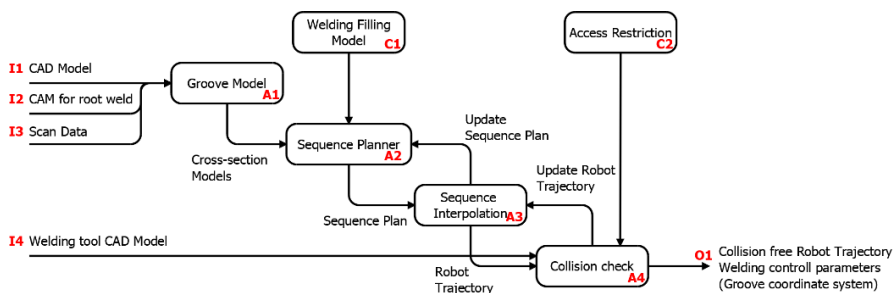 Welding Filling
Model
C1
Access Restriction
C2
I1 CAD Model
I2 CAM for root weld
I3 Scan Data
Groove Model
A1
Cross-section
Models
Sequence Planner
A2
Update
Sequence Plan
Sequence Plan
Sequence
Interpolation
A3
Update Robot
Trajectory
I4 Welding tool CAD Model
Robot
Trajectory
Collision check
A4
O1 Collision free Robot Trajectory
Welding controll parameters
(Groove coordinate system)